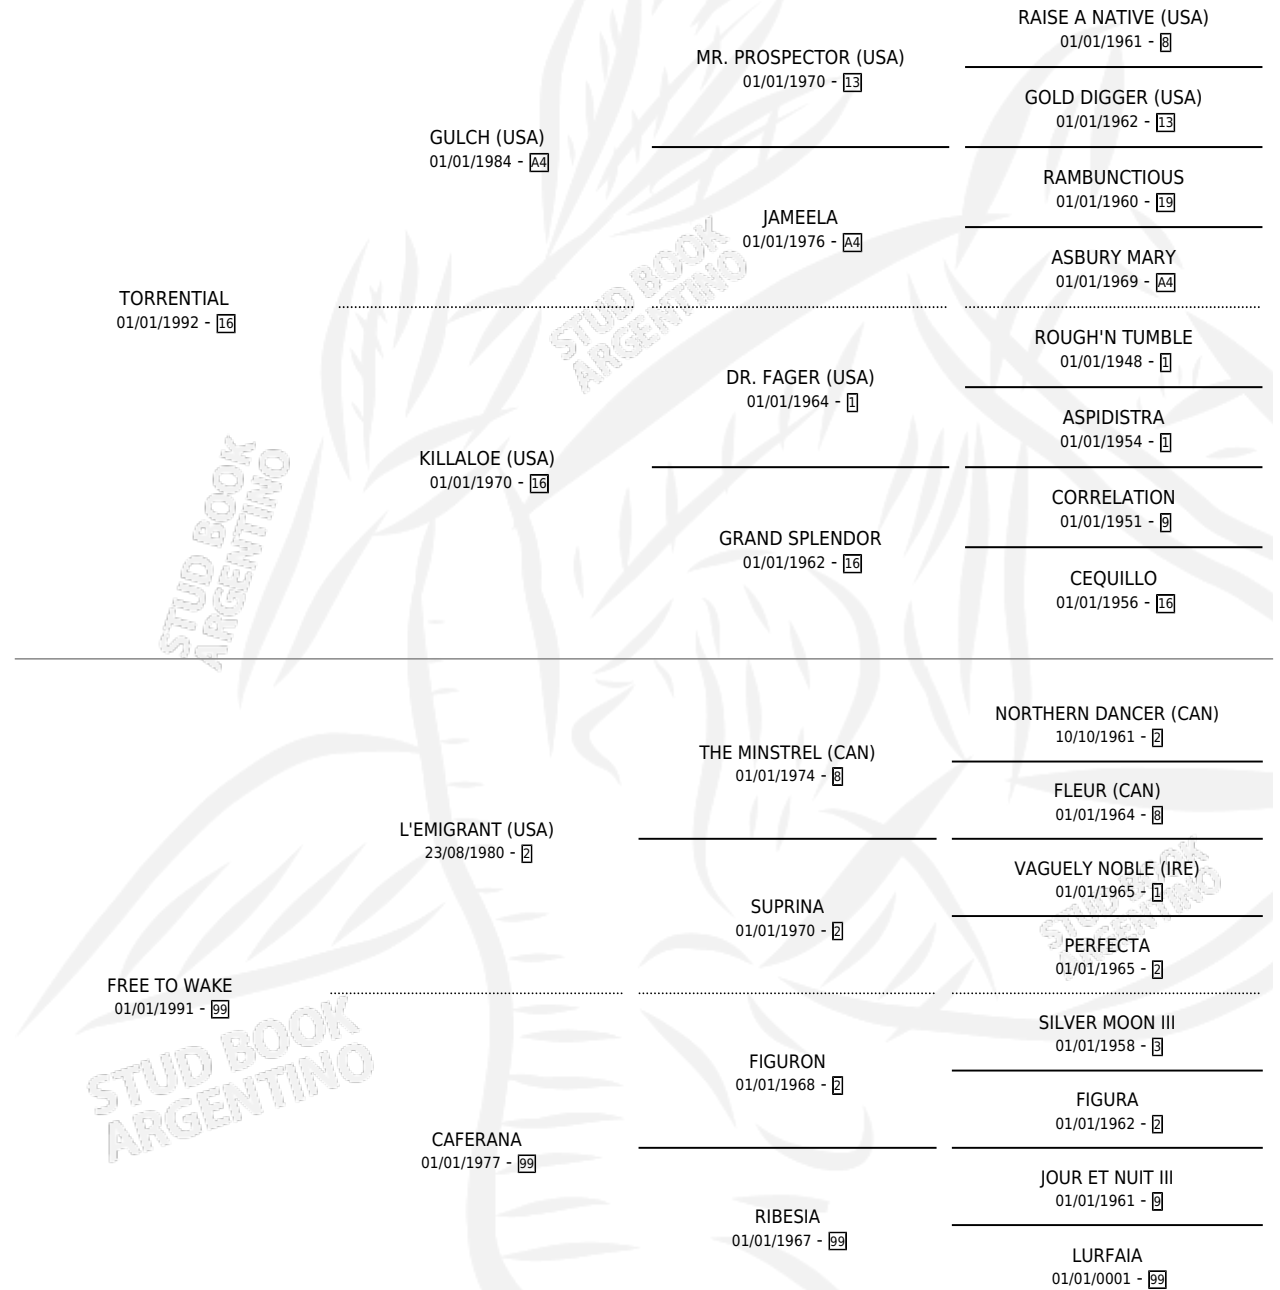 RAISE A NATIVE (USA)
01/01/1961 - 8
MR. PROSPECTOR (USA)
01/01/1970 - 13
GOLD DIGGER (USA)
01/01/1962 - 13
GULCH (USA)
01/01/1984 - A4
RAMBUNCTIOUS
01/01/1960 - 19
JAMEELA
01/01/1976 - A4
ASBURY MARY
01/01/1969 - A4
TORRENTIAL
01/01/1992 - 16
ROUGH'N TUMBLE
01/01/1948 - 1
DR. FAGER (USA)
01/01/1964 - 1
ASPIDISTRA
01/01/1954 - 1
KILLALOE (USA)
01/01/1970 - 16
CORRELATION
01/01/1951 - 9
GRAND SPLENDOR
01/01/1962 - 16
CEQUILLO
01/01/1956 - 16
NORTHERN DANCER (CAN)
10/10/1961 - 2
THE MINSTREL (CAN)
01/01/1974 - 8
FLEUR (CAN)
01/01/1964 - 8
L'EMIGRANT (USA)
23/08/1980 - 2
VAGUELY NOBLE (IRE)
01/01/1965 - 1
SUPRINA
01/01/1970 - 2
PERFECTA
01/01/1965 - 2
FREE TO WAKE
01/01/1991 - 99
SILVER MOON III
01/01/1958 - 3
FIGURON
01/01/1968 - 2
FIGURA
01/01/1962 - 2
CAFERANA
01/01/1977 - 99
JOUR ET NUIT III
01/01/1961 - 9
RIBESIA
01/01/1967 - 99
LURFAIA
01/01/0001 - 99
STUD BOOK
ARGENTINO
STUD BOOK
ARGENTINO
STUD BOOK
ARGENTINO
STUD BOOK
ARGENTINO